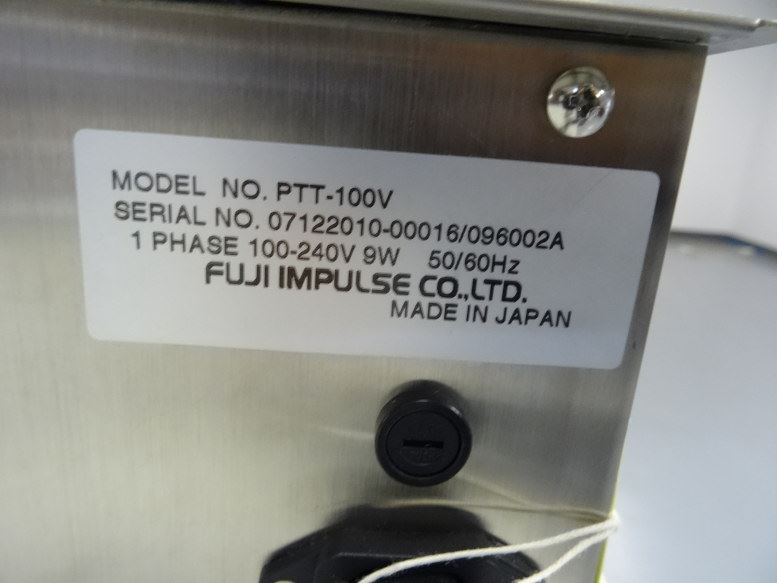 MODEL NO. PTT-100V
SERIAL NO. 07122010-00016/096002A
1 PHASE 100-240V 9W 50/60Hz
FUJI IMPULSE CO.,LTD.
MADE IN JAPAN